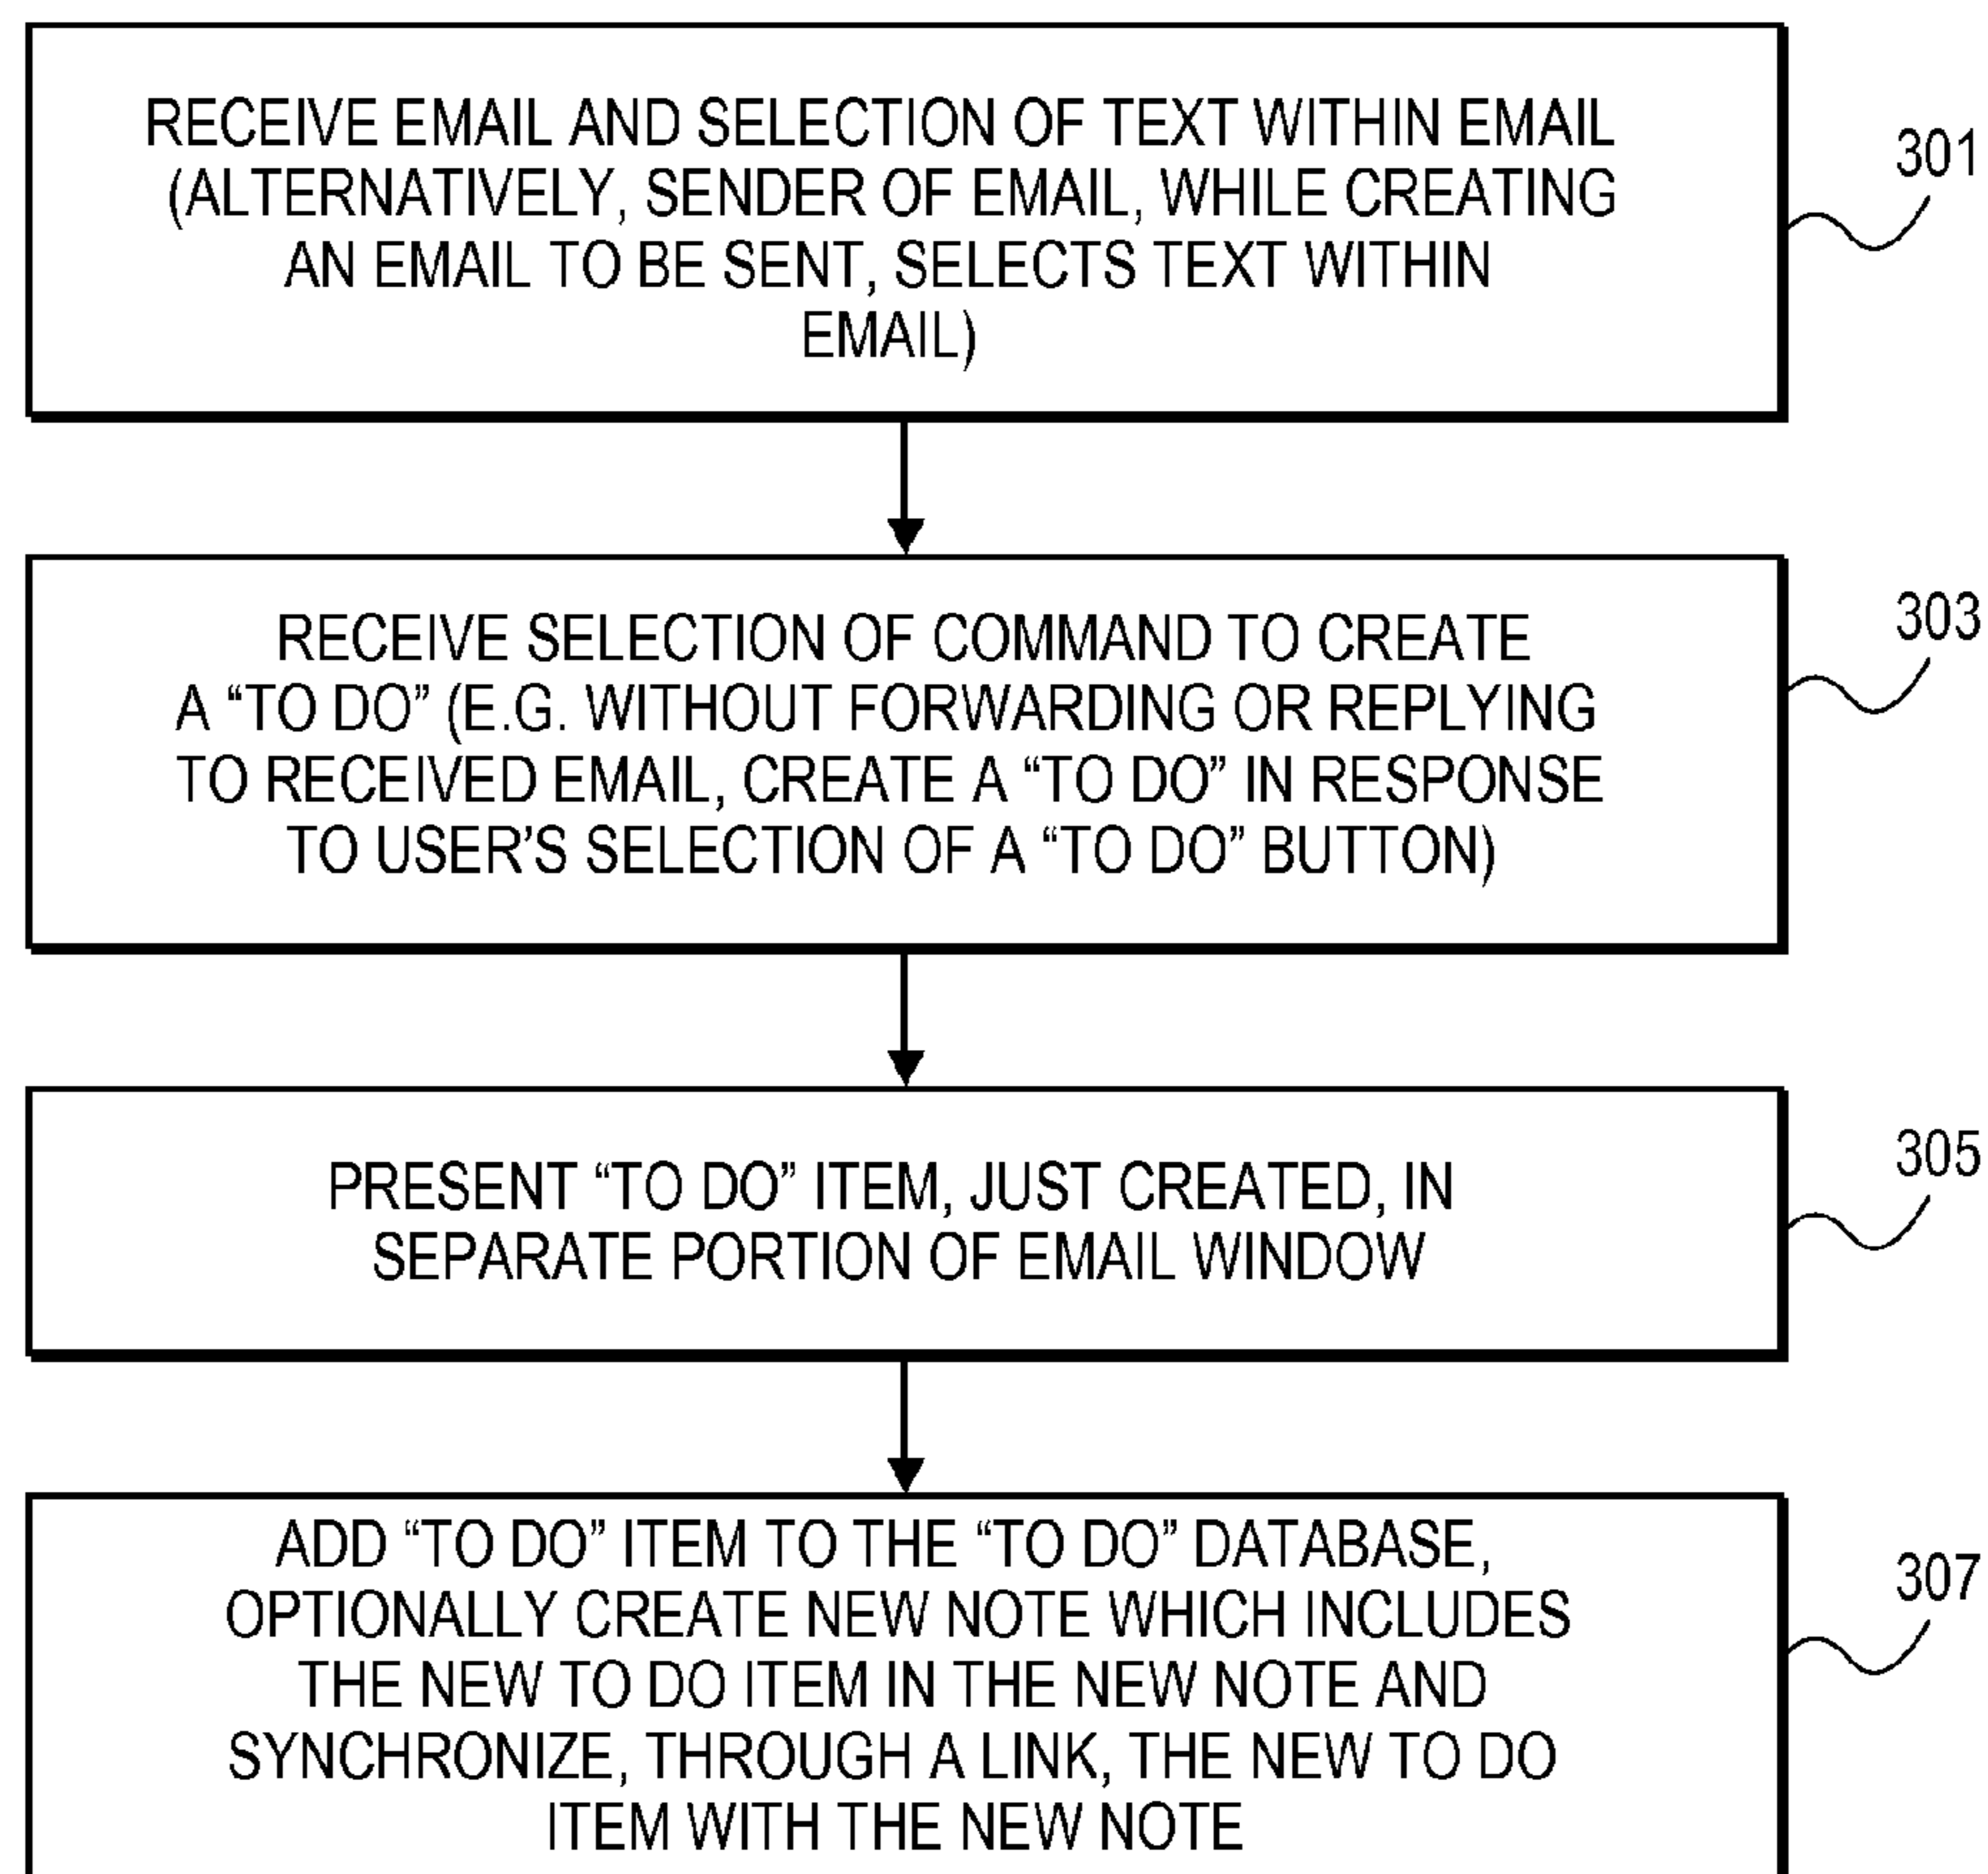 RECEIVE EMAIL AND SELECTION OF TEXT WITHIN EMAIL
(ALTERNATIVELY, SENDER OF EMAIL, WHILE CREATING
AN EMAIL TO BE SENT, SELECTS TEXT WITHIN
EMAIL)
301
RECEIVE SELECTION OF COMMAND TO CREATE
A “TO DO” (E.G. WITHOUT FORWARDING OR REPLYING
TO RECEIVED EMAIL, CREATE A “TO DO” IN RESPONSE
TO USER’S SELECTION OF A “TO DO” BUTTON)
303
PRESENT “TO DO” ITEM, JUST CREATED, IN
SEPARATE PORTION OF EMAIL WINDOW
305
ADD “TO DO” ITEM TO THE “TO DO” DATABASE,
OPTIONALLY CREATE NEW NOTE WHICH INCLUDES
THE NEW TO DO ITEM IN THE NEW NOTE AND
SYNCHRONIZE, THROUGH A LINK, THE NEW TO DO
ITEM WITH THE NEW NOTE
307